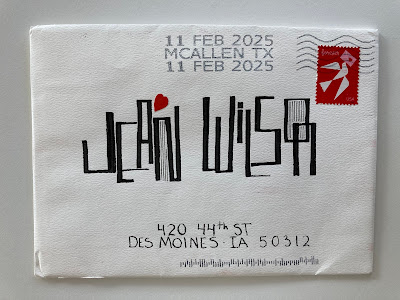 11 FEB 2025
MCALLEN TX
11 FEB 2025
JEAN WILSON
420 44th ST
DES MOINES · IA 50312